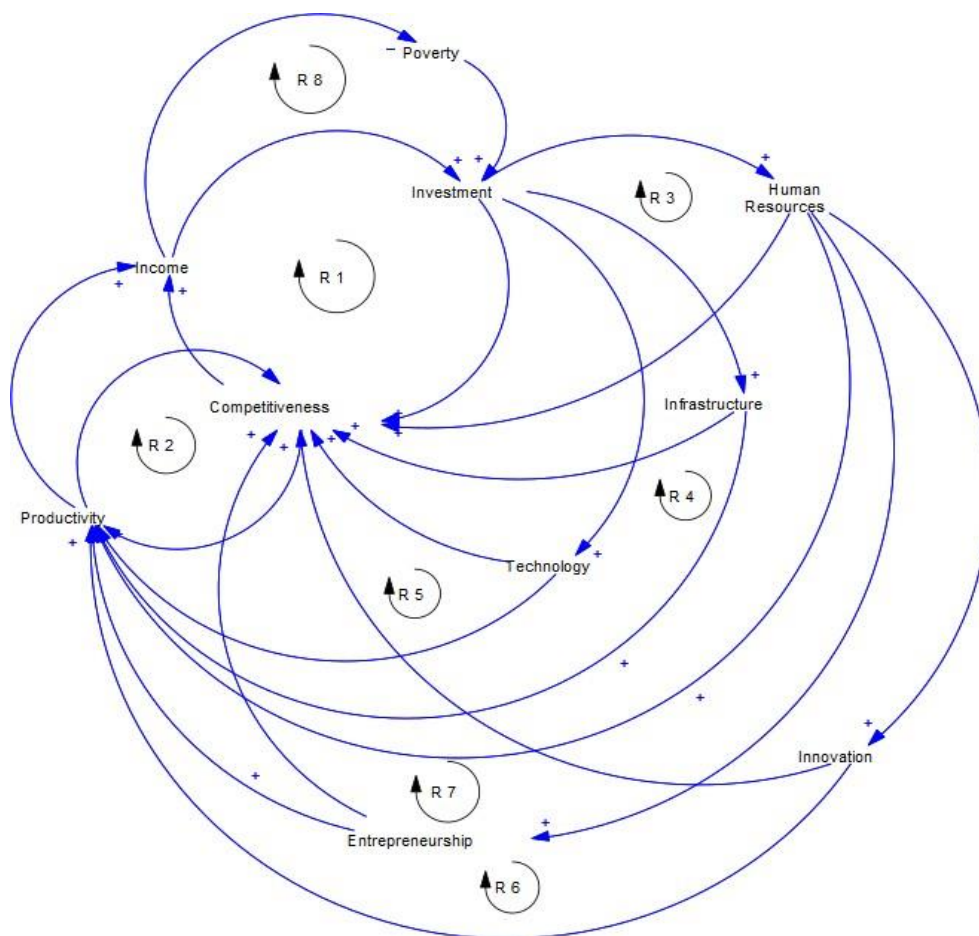 Poverty
R 8
Investment
Human
Resources
R 3
Income
R 1
Competitiveness
Infrastructure
R 2
R 4
Productivity
Technology
R 5
Innovation
R 7
Entrepreneurship
R 6